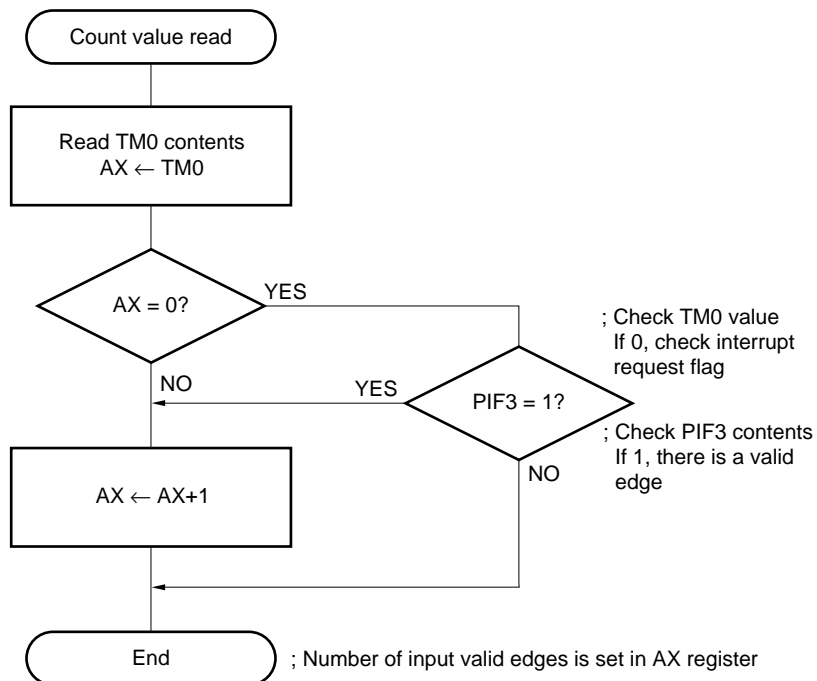 Count value read
Read TM0 contents
AX ← TM0
AX = 0?
YES
; Check TM0 value
If 0, check interrupt
request flag
NO
YES
PIF3 = 1?
; Check PIF3 contents
If 1, there is a valid
edge
NO
AX ← AX+1
End
; Number of input valid edges is set in AX register